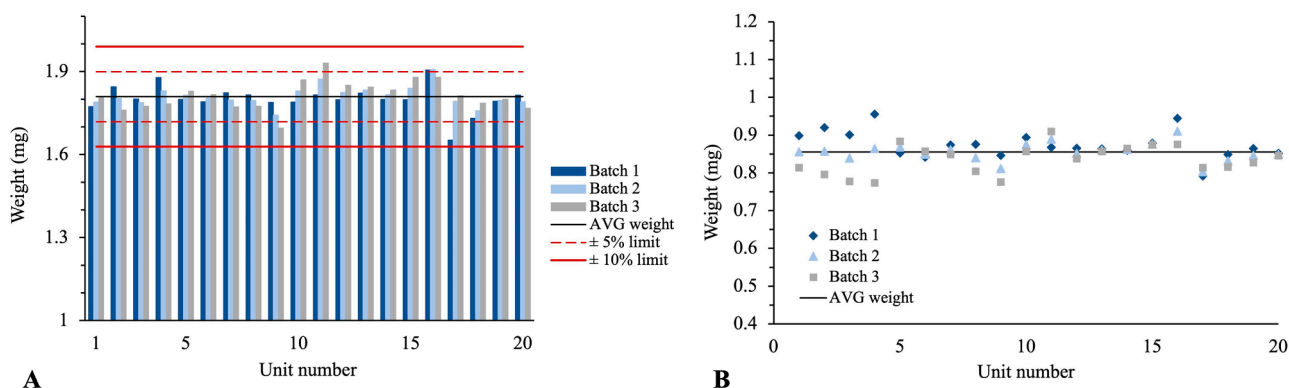 1.9
1.6
1.3
1
Weight (mg)
1 5 10 15 20
Unit number
A
Batch 1
Batch 2
Batch 3
AVG weight
± 5% limit
± 10% limit
1.2
1.1
1
0.9
0.8
0.7
0.6
0.5
0.4
Weight (mg)
Batch 1
Batch 2
Batch 3
AVG weight
0 5 10 15 20
Unit number
B